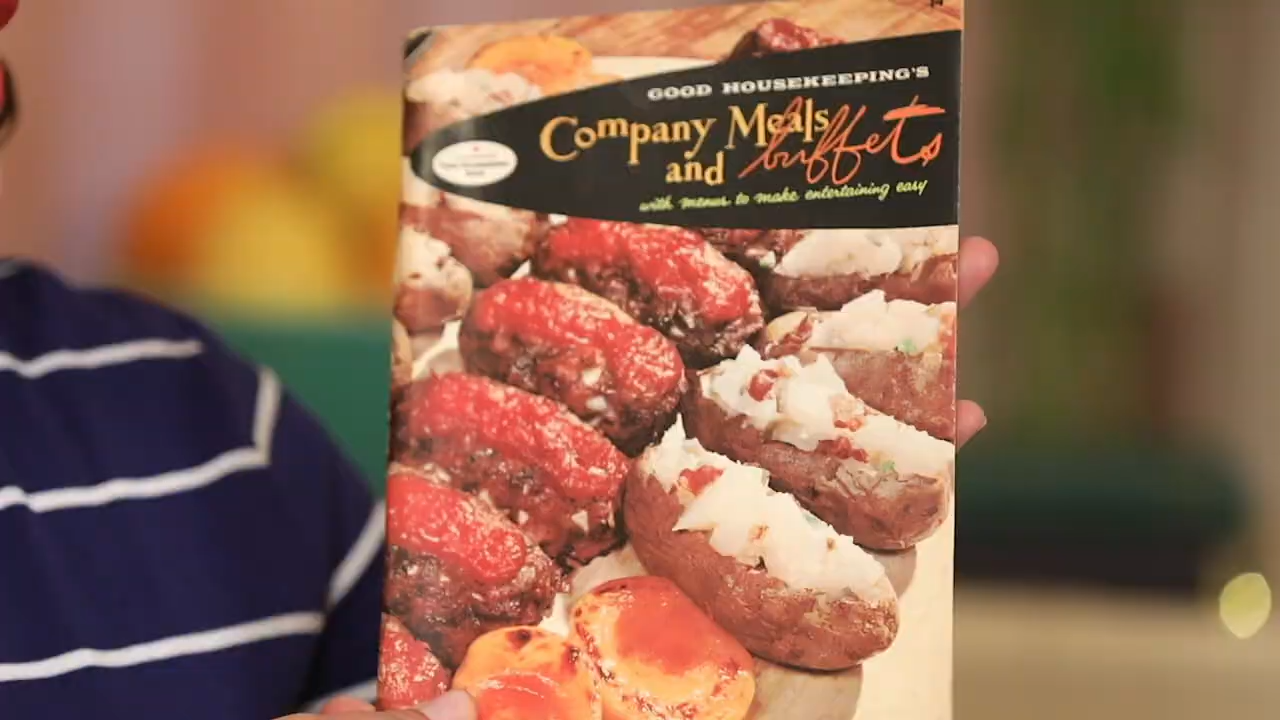 GOOD HOUSEKEEPING'S
Company Meals
and buffets
with menus to make entertaining easy